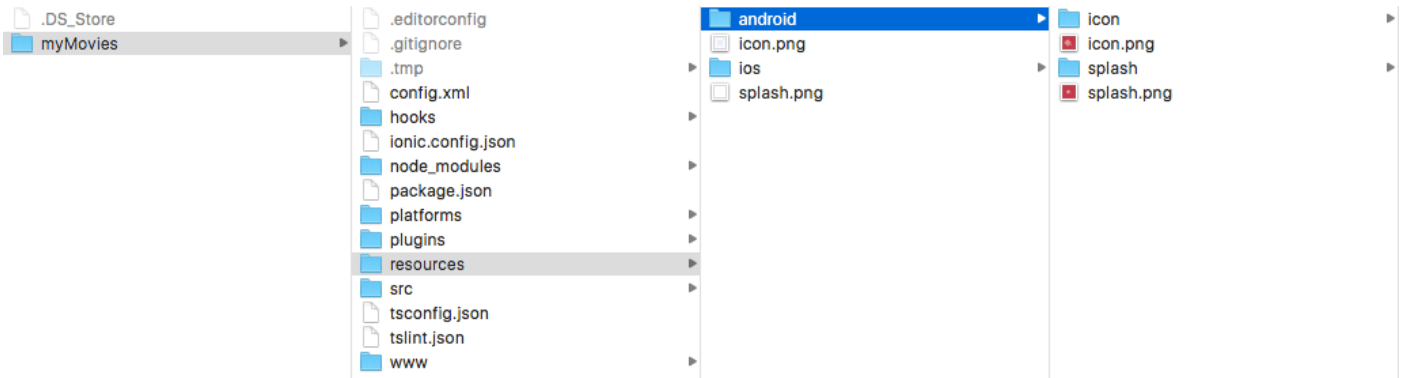 .DS_Store
myMovies
.editorconfig
.gitignore
.tmp
config.xml
hooks
ionic.config.json
node_modules
package.json
platforms
plugins
resources
src
tsconfig.json
tslint.json
www
android
icon.png
ios
splash.png
icon
icon.png
splash
splash.png